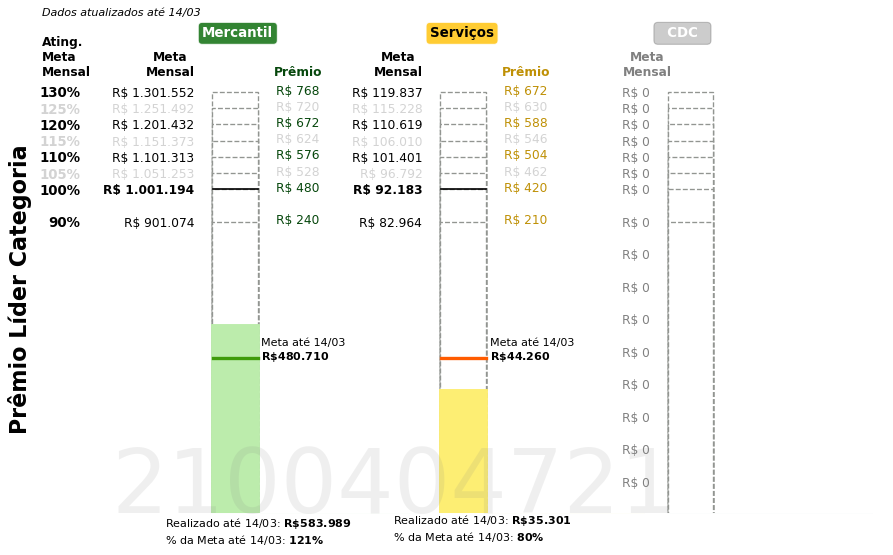 Dados atualizados até 14/03
Mercantil Serviços CDC
Ating. Meta Mensal
Meta Mensal Prêmio Meta Mensal Prêmio Meta Mensal
130% R$ 1.301.552 R$ 768 R$ 119.837 R$ 672 R$ 0
125% R$ 1.251.492 R$ 720 R$ 115.228 R$ 630 R$ 0
120% R$ 1.201.432 R$ 672 R$ 110.619 R$ 588 R$ 0
115% R$ 1.151.373 R$ 624 R$ 106.010 R$ 546 R$ 0
110% R$ 1.101.313 R$ 576 R$ 101.401 R$ 504 R$ 0
105% R$ 1.051.253 R$ 528 R$ 96.792 R$ 462 R$ 0
100% R$ 1.001.194 R$ 480 R$ 92.183 R$ 420 R$ 0
90% R$ 901.074 R$ 240 R$ 82.964 R$ 210 R$ 0
R$ 0
R$ 0
R$ 0
R$ 0
R$ 0
R$ 0
R$ 0
R$ 0
Meta até 14/03
R$480.710
Meta até 14/03
R$44.260
Prêmio Líder Categoria
2100404721
Realizado até 14/03: R$583.989
% da Meta até 14/03: 121%
Realizado até 14/03: R$35.301
% da Meta até 14/03: 80%